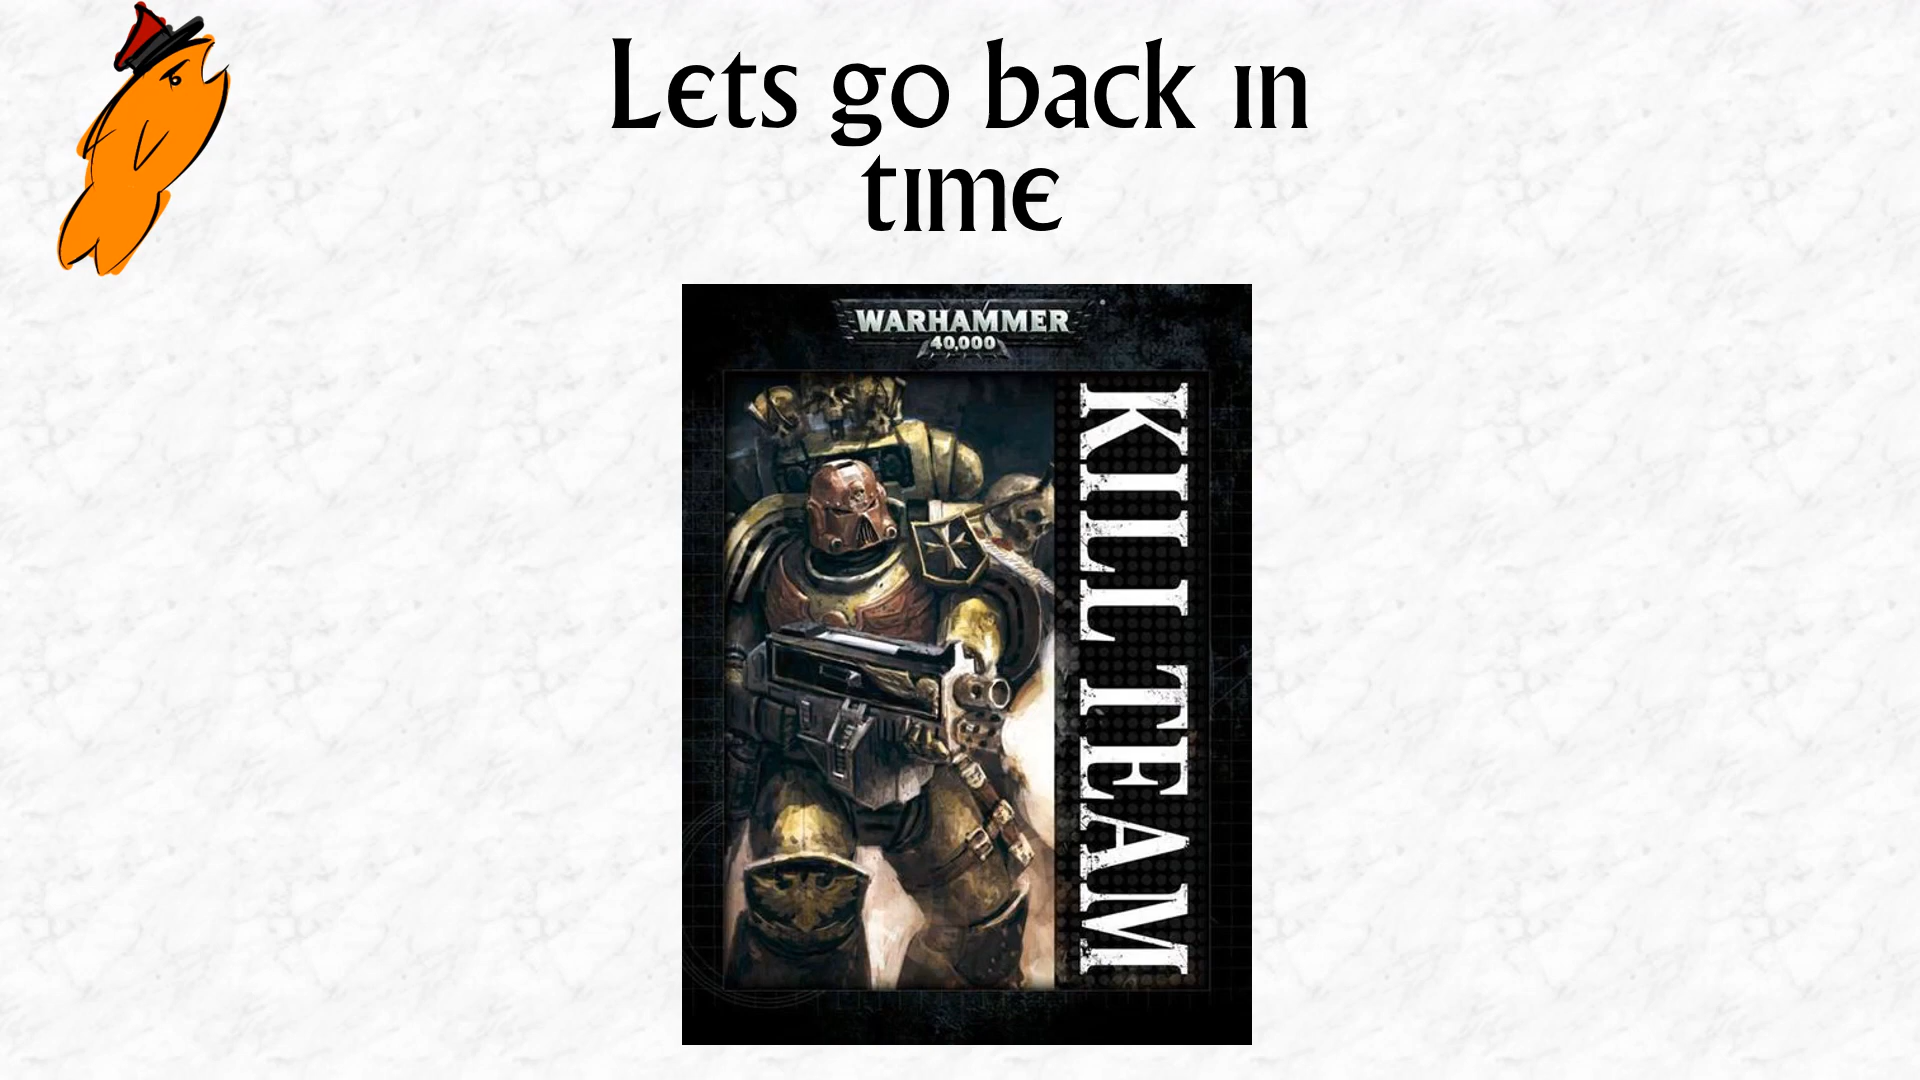 Lets go back in
time
WARHAMMER
40,000
KILL TEAM